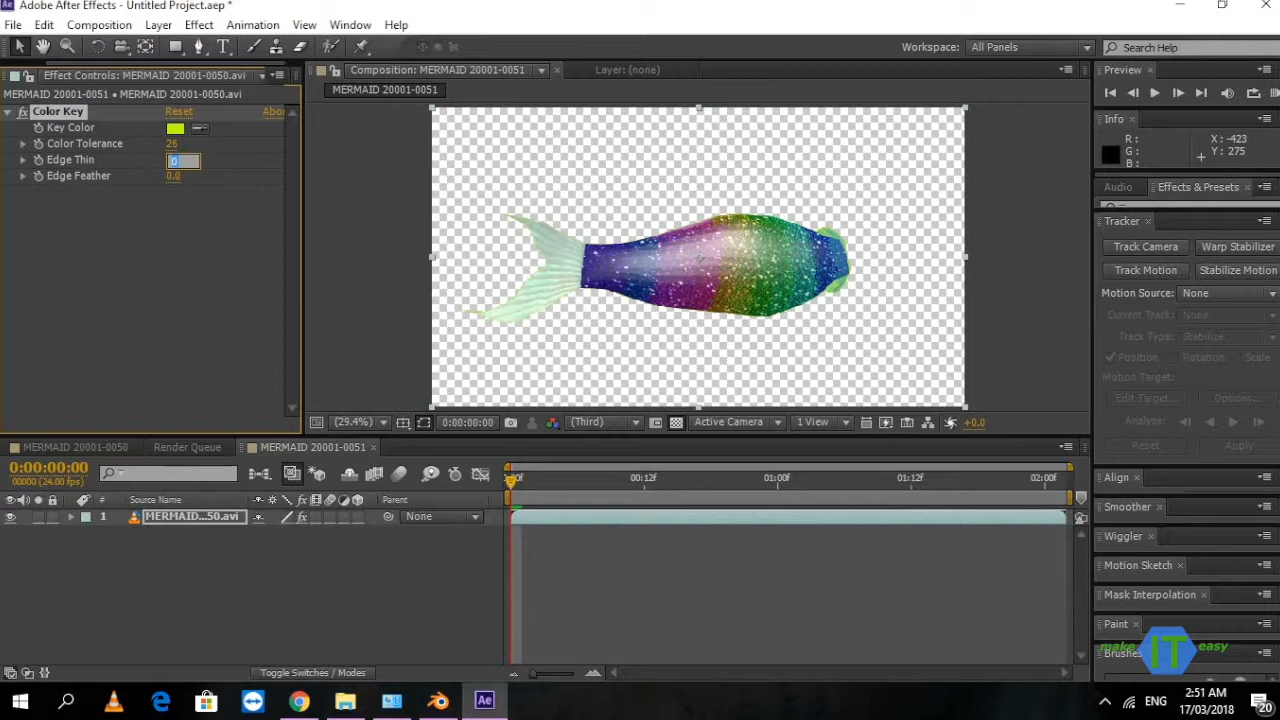 Ae Adobe After Effects - Untitled Project.aep *
File Edit Composition Layer Effect Animation View Window Help
Workspace: All Panels Search Help
Effect Controls: MERMAID 20001-0050.avi
Composition: MERMAID 20001-0051
Layer: (none)
Preview
MERMAID 20001-0051 • MERMAID 20001-0050.avi
MERMAID 20001-0051
Color Key Reset Abo
Key Color
Color Tolerance 26
Edge Thin 0
Edge Feather 0.0
Info
R: X: -423
G: Y: 275
B:
Audio Effects & Presets
Tracker
Track Camera Warp Stabilizer
Track Motion Stabilize Motion
Motion Source: None
Current Track: None
Track Type: Stabilize
Position Rotation: Scale
Motion Target:
Edit Target... Options...
Analyze:
Reset Apply
(29.4%) 0:00:00:00 (Third) Active Camera 1 View +0.0
MERMAID 20001-0050 Render Queue MERMAID 20001-0051
0:00:00:00
00000 (24.00 fps)
:00f 00:12f 01:00f 01:12f 02:00f
# Source Name Parent
1 MERMAID...50.avi None
Align
Smoother
Wiggler
Motion Sketch
Mask Interpolation
Paint
Brushes
make IT easy
Toggle Switches / Modes
Ae
ENG
2:51 AM
17/03/2018
20